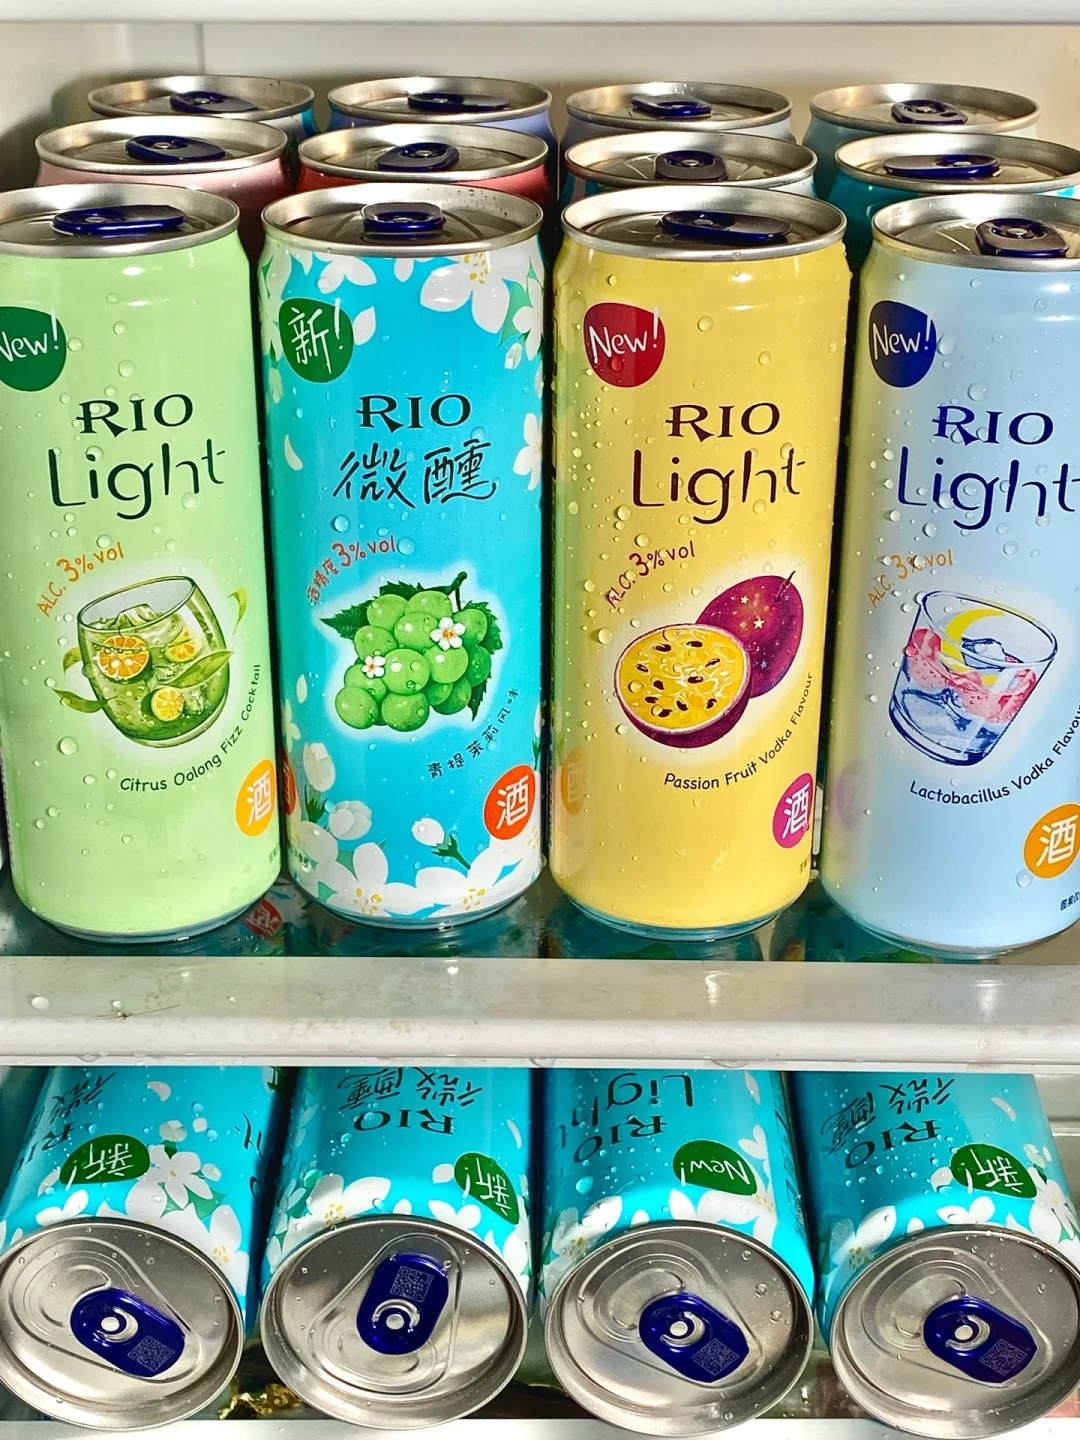 New!
RIO
Light
ALC. 3%vol
Citrus Oolong Fizz Cocktail
酒
新!
RIO
微醺
酒精度3%vol
青提茉莉风味
酒
New!
RIO
Light
ALC. 3%vol
Passion Fruit Vodka Flavour
酒
New!
RIO
Light
ALC. 3%vol
Lactobacillus Vodka Flavour
酒
微醺
RIO
新!
微醺
RIO
新!
Light
RIO
New!
微醺
RIO
新!